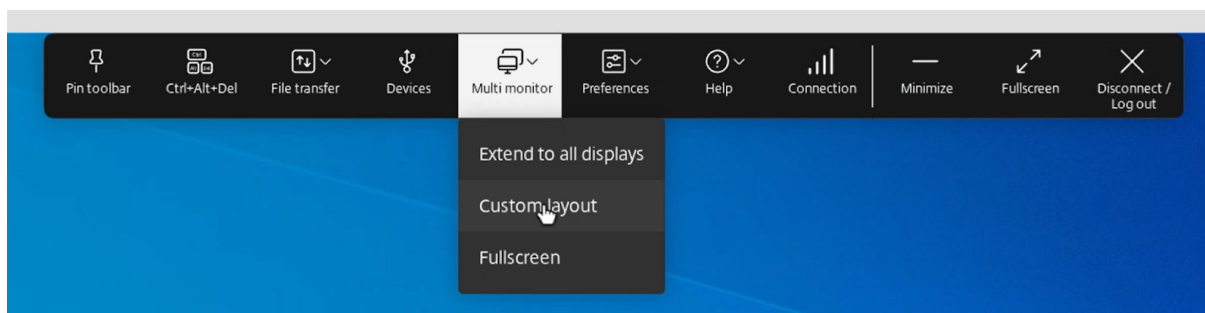 Pin toolbar
Ctrl+Alt+Del
File transfer
Devices
Multi monitor
Preferences
Help
Connection
Minimize
Fullscreen
Disconnect /
Log out
Extend to all displays
Custom layout
Fullscreen